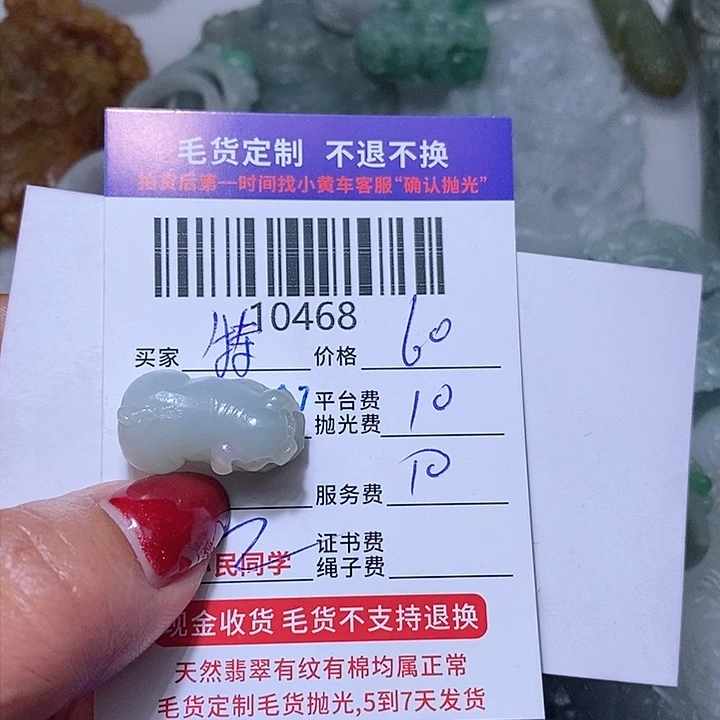 毛货定制 不退不换
拍货后第一时间找小黄车客服“确认抛光”
10468
买家 特 价格 60
平台费
抛光费 10
服务费 10
证书费
民同学 绳子费
现金收货 毛货不支持退换
天然翡翠有纹有棉均属正常
毛货定制毛货抛光,5到7天发货